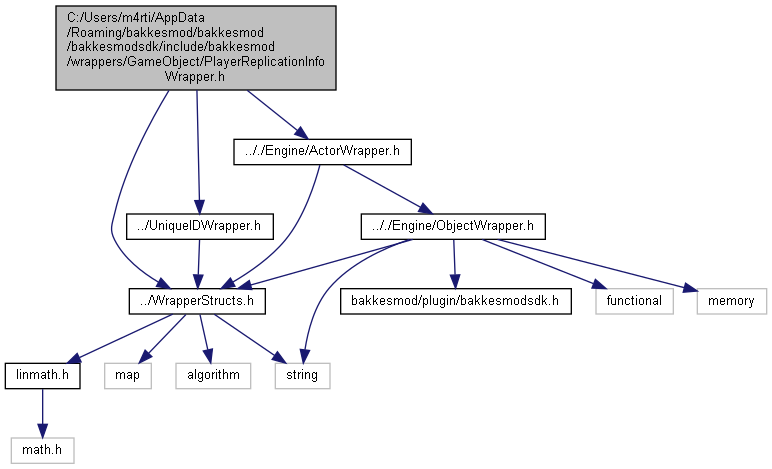 C:/Users/m4rti/AppData
/Roaming/bakkesmod/bakkesmod
/bakkesmodsdk/include/bakkesmod
/wrappers/GameObject/PlayerReplicationInfo
Wrapper.h
.././Engine/ActorWrapper.h
../UniqueIDWrapper.h
.././Engine/ObjectWrapper.h
../WrapperStructs.h
bakkesmod/plugin/bakkesmodsdk.h
functional
memory
linmath.h
map
algorithm
string
math.h